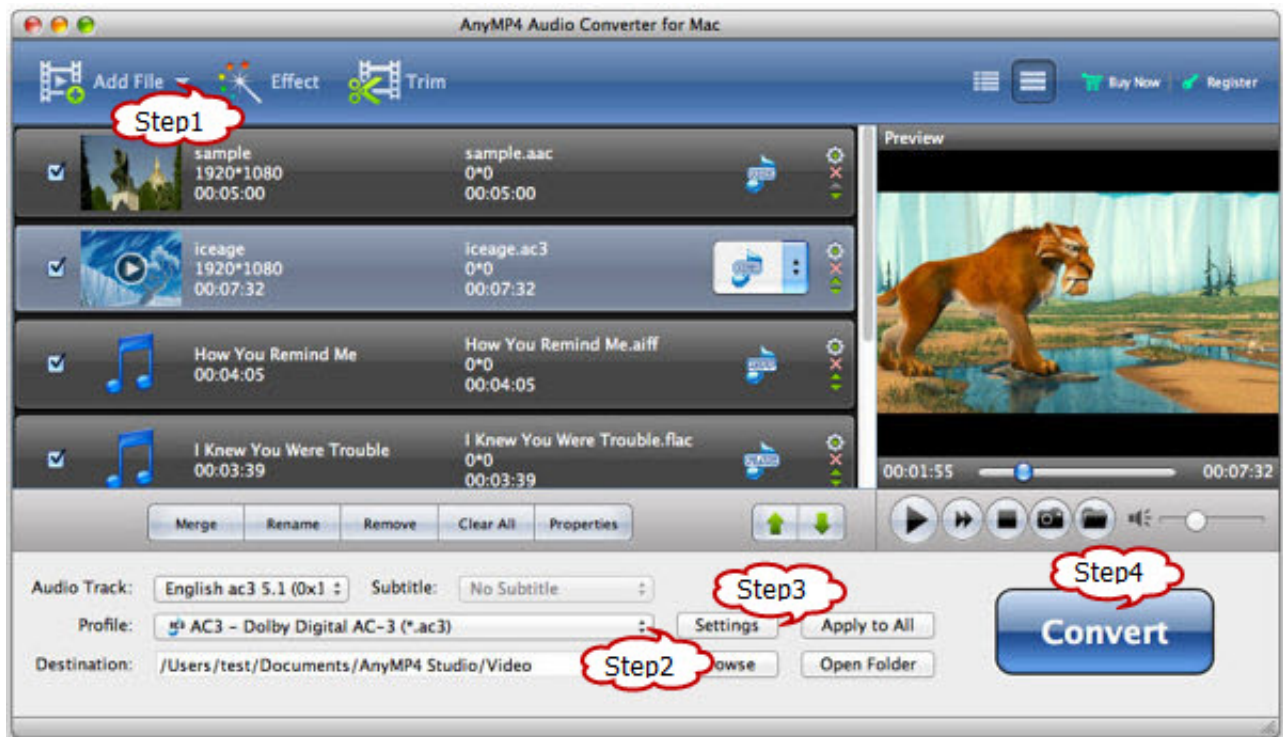 AnyMP4 Audio Converter for Mac
Add File
Effect
Trim
Buy Now
Register
Step1
sample
1920*1080
00:05:00
sample.aac
0*0
00:05:00
iceage
1920*1080
00:07:32
iceage.ac3
0*0
00:07:32
How You Remind Me
00:04:05
How You Remind Me.aiff
0*0
00:04:05
I Knew You Were Trouble
00:03:39
I Knew You Were Trouble.flac
0*0
00:03:39
Preview
00:01:55
00:07:32
Merge
Rename
Remove
Clear All
Properties
Audio Track:
English ac3 5.1 (0x1
Subtitle:
No Subtitle
Step3
Step4
Profile:
AC3 - Dolby Digital AC-3 (*.ac3)
Settings
Apply to All
Convert
Destination:
/Users/test/Documents/AnyMP4 Studio/Video
Step2
owse
Open Folder